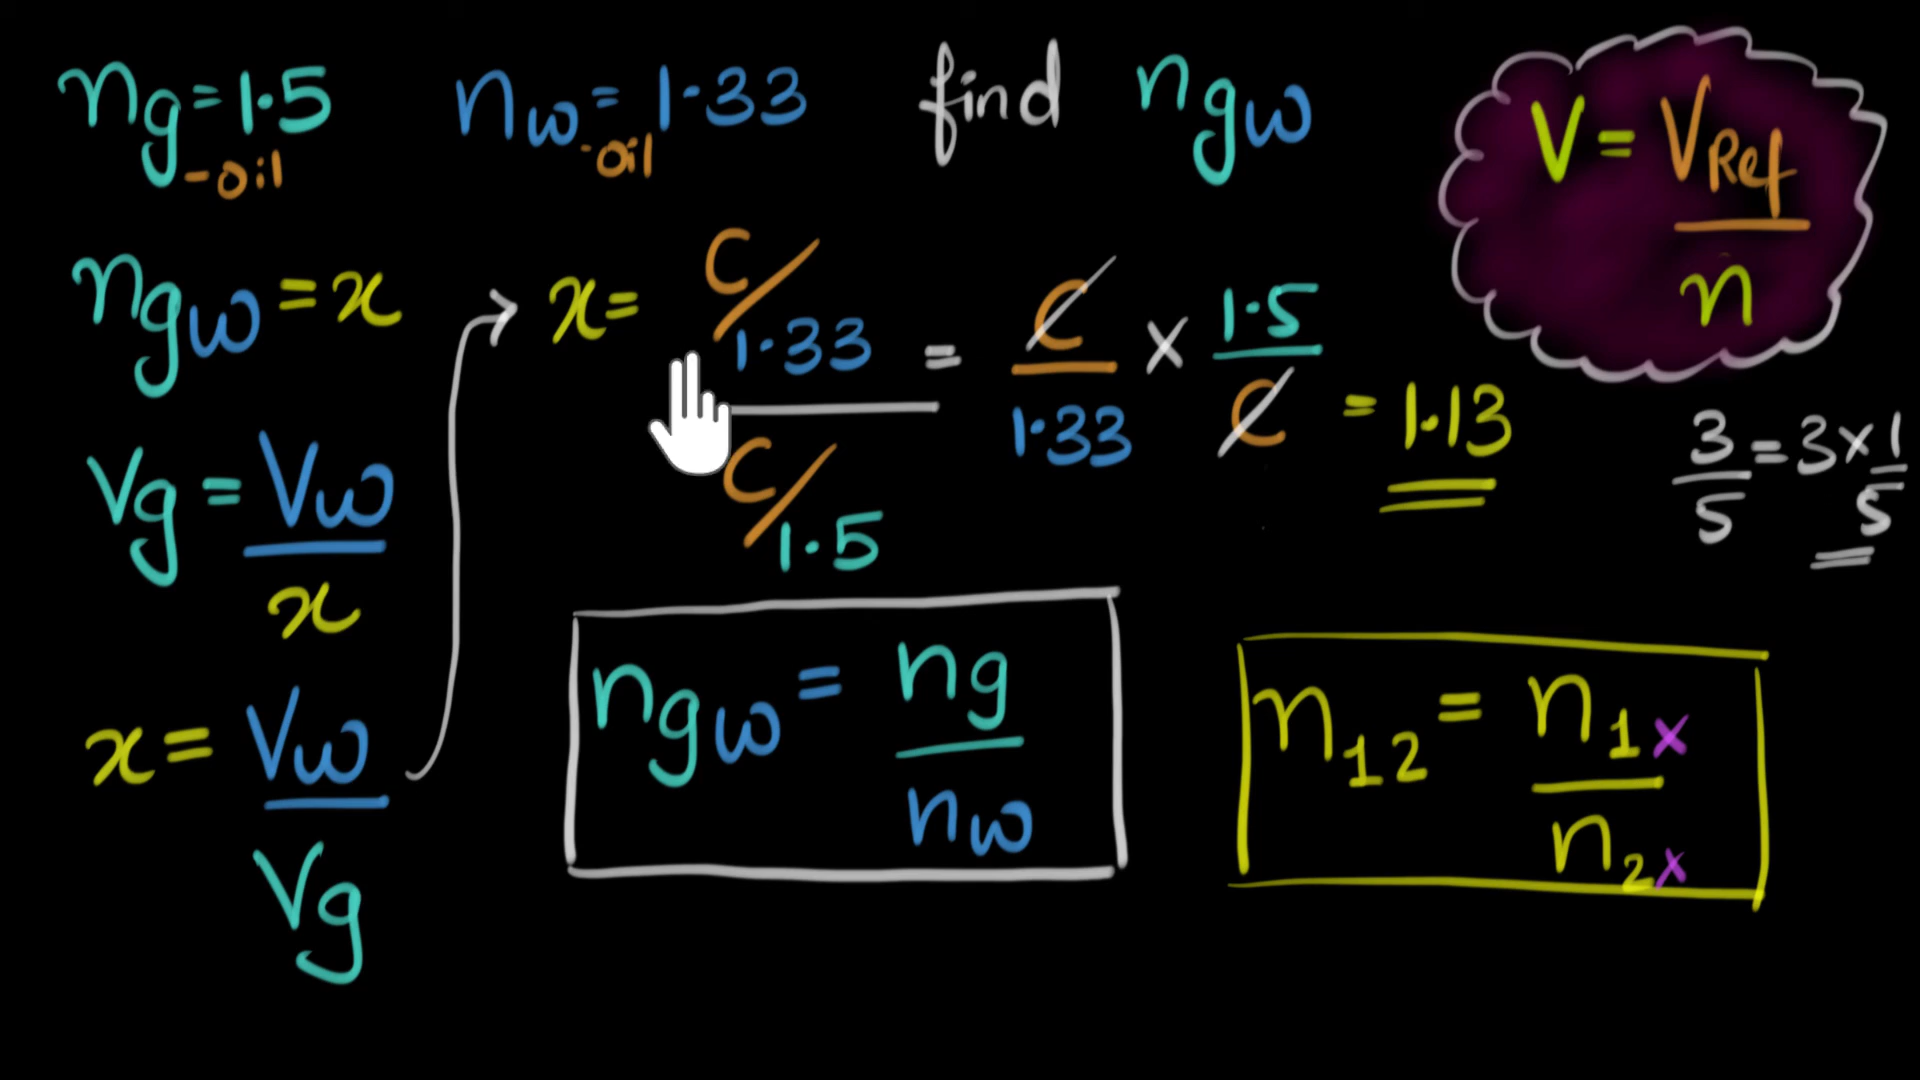 ng = 1.5 nw = 1.33 find ngw
-oil -oil
V = VRef / n
ngw = x
x = C/1.33 / C/1.5 = C/1.33 × 1.5/C = 1.13
3/5 = 3 × 1/5
Vg = Vw / x
x = Vw / Vg
ngw = ng / nw
n12 = n1x / n2x